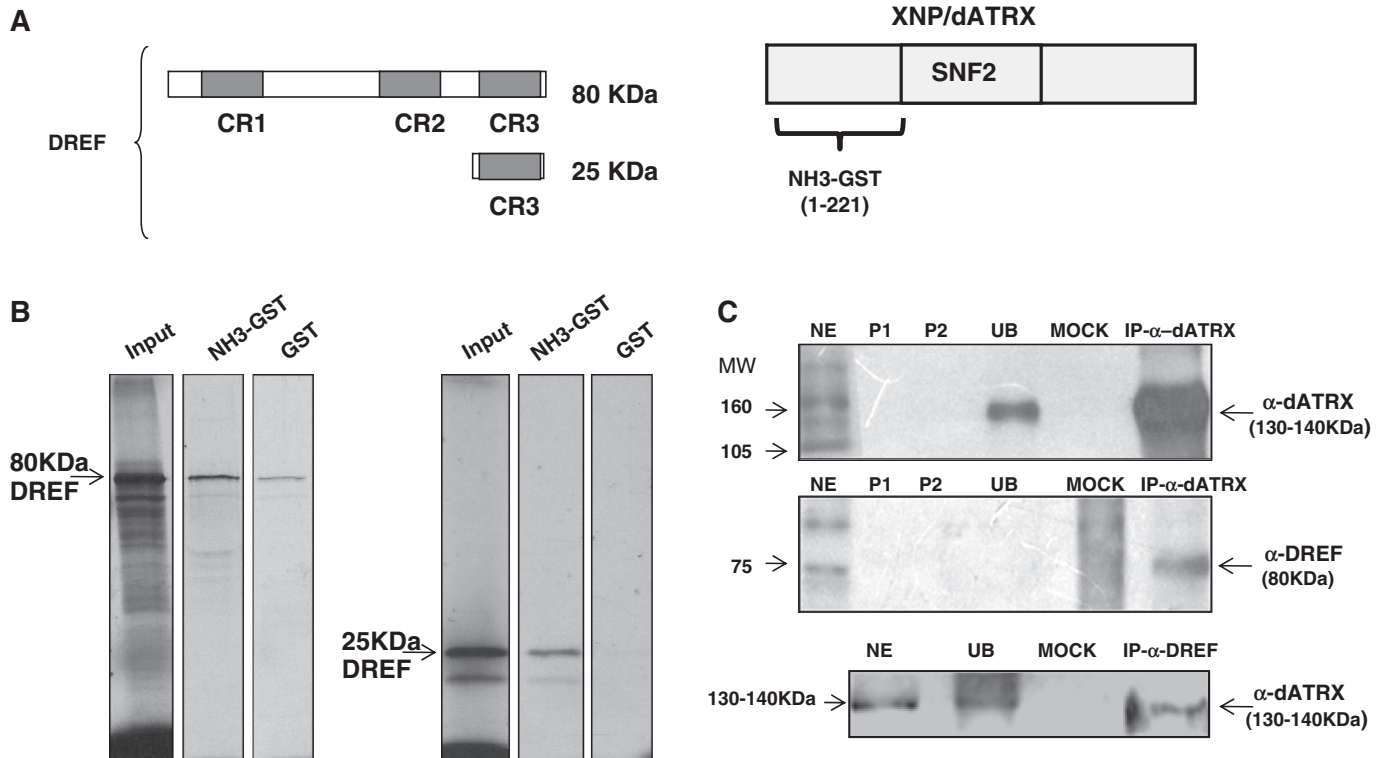 A
XNP/dATRX
SNF2
80 KDa
CR1 CR2 CR3
DREF
25 KDa
CR3
NH3-GST
(1-221)
B
Input NH3-GST GST
80KDa
DREF
Input NH3-GST GST
25KDa
DREF
C
NE P1 P2 UB MOCK IP-α–dATRX
MW
160
105
α-dATRX
(130-140KDa)
NE P1 P2 UB MOCK IP-α-dATRX
75
α-DREF
(80KDa)
NE UB MOCK IP-α-DREF
130-140KDa
α-dATRX
(130-140KDa)